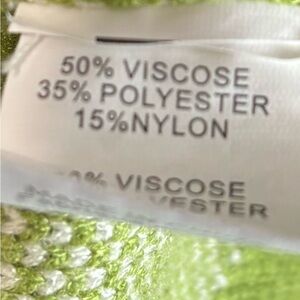 50% VISCOSE
35% POLYESTER
15%NYLON
VISCOSE